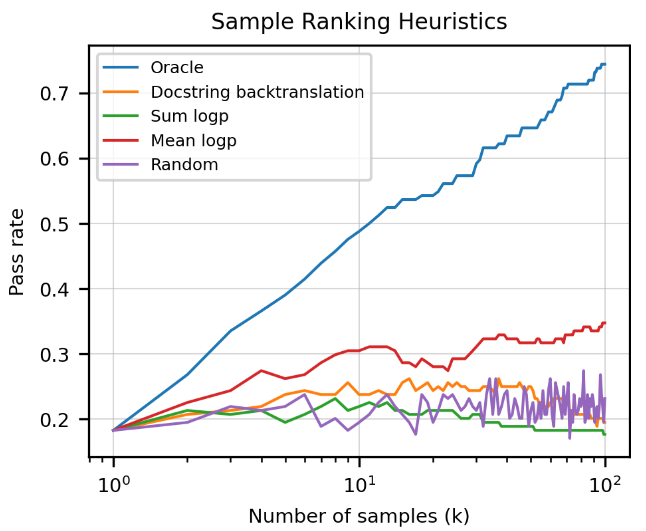 Sample Ranking Heuristics
Oracle
Docstring backtranslation
Sum logp
Mean logp
Random
Pass rate
0.7
0.6
0.5
0.4
0.3
0.2
10⁰
10¹
10²
Number of samples (k)